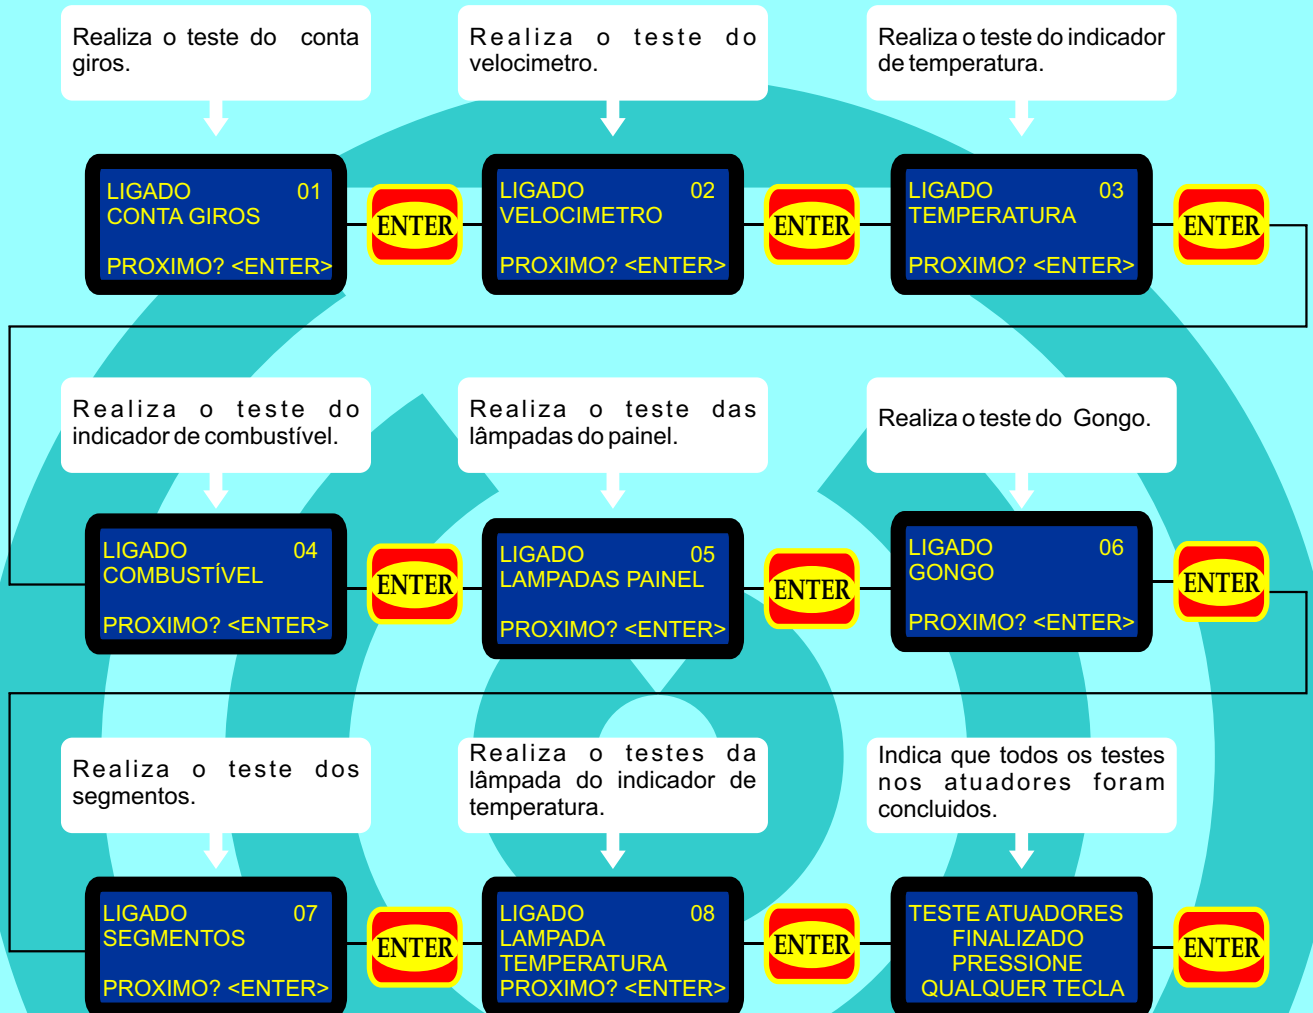 Realiza o teste do conta
giros.
Realiza o teste do
velocimetro.
Realiza o teste do indicador
de temperatura.
LIGADO 01
CONTA GIROS
PROXIMO? <ENTER>
ENTER
LIGADO 02
VELOCIMETRO
PROXIMO? <ENTER>
ENTER
LIGADO 03
TEMPERATURA
PROXIMO? <ENTER>
ENTER
Realiza o teste do
indicador de combustível.
Realiza o teste das
lâmpadas do painel.
Realiza o teste do Gongo.
LIGADO 04
COMBUSTÍVEL
PROXIMO? <ENTER>
ENTER
LIGADO 05
LAMPADAS PAINEL
PROXIMO? <ENTER>
ENTER
LIGADO 06
GONGO
PROXIMO? <ENTER>
ENTER
Realiza o teste dos
segmentos.
Realiza o testes da
lâmpada do indicador de
temperatura.
Indica que todos os testes
nos atuadores foram
concluidos.
LIGADO 07
SEGMENTOS
PROXIMO? <ENTER>
ENTER
LIGADO 08
LAMPADA
TEMPERATURA
PROXIMO? <ENTER>
ENTER
TESTE ATUADORES
FINALIZADO
PRESSIONE
QUALQUER TECLA
ENTER